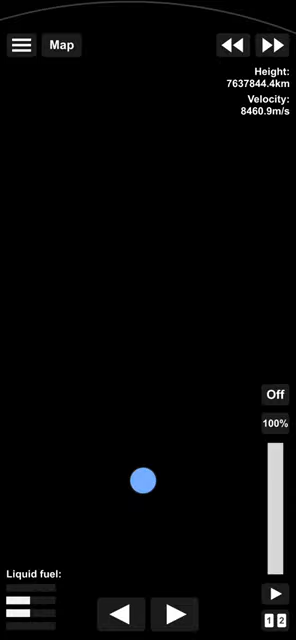 Map
Height:
7637844.4km
Velocity:
8460.9m/s
Off
100%
Liquid fuel:
1 2